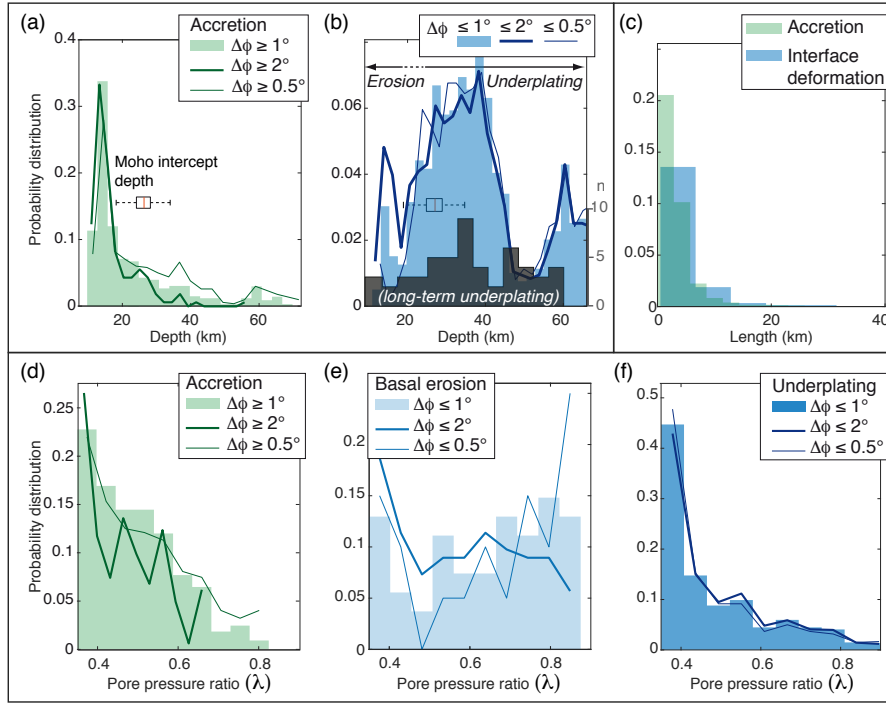 (a)
Accretion
Δϕ ≥ 1°
Δϕ ≥ 2°
Δϕ ≥ 0.5°
Moho intercept
depth
0.4
0.3
0.2
0.1
0
Probability distribution
20 40 60
Depth (km)
(b)
Δϕ ≤ 1° ≤ 2° ≤ 0.5°
Erosion Underplating
0.06
0.04
0.02
0
n
10
5
0
(long-term underplating)
20 40 60
Depth (km)
(c)
Accretion
Interface
deformation
0.2
0.1
0
0 20 40
Length (km)
(d)
Accretion
Δϕ ≥ 1°
Δϕ ≥ 2°
Δϕ ≥ 0.5°
0.25
0.2
0.15
0.1
0.05
0
Probability distribution
0.4 0.6 0.8
Pore pressure ratio (λ)
(e)
Basal erosion
Δϕ ≤ 1°
Δϕ ≤ 2°
Δϕ ≤ 0.5°
0.2
0.15
0.1
0.05
0
0.4 0.6 0.8
Pore pressure ratio (λ)
(f)
Underplating
Δϕ ≤ 1°
Δϕ ≤ 2°
Δϕ ≤ 0.5°
0.5
0.4
0.3
0.2
0.1
0
0.4 0.6 0.8
Pore pressure ratio (λ)